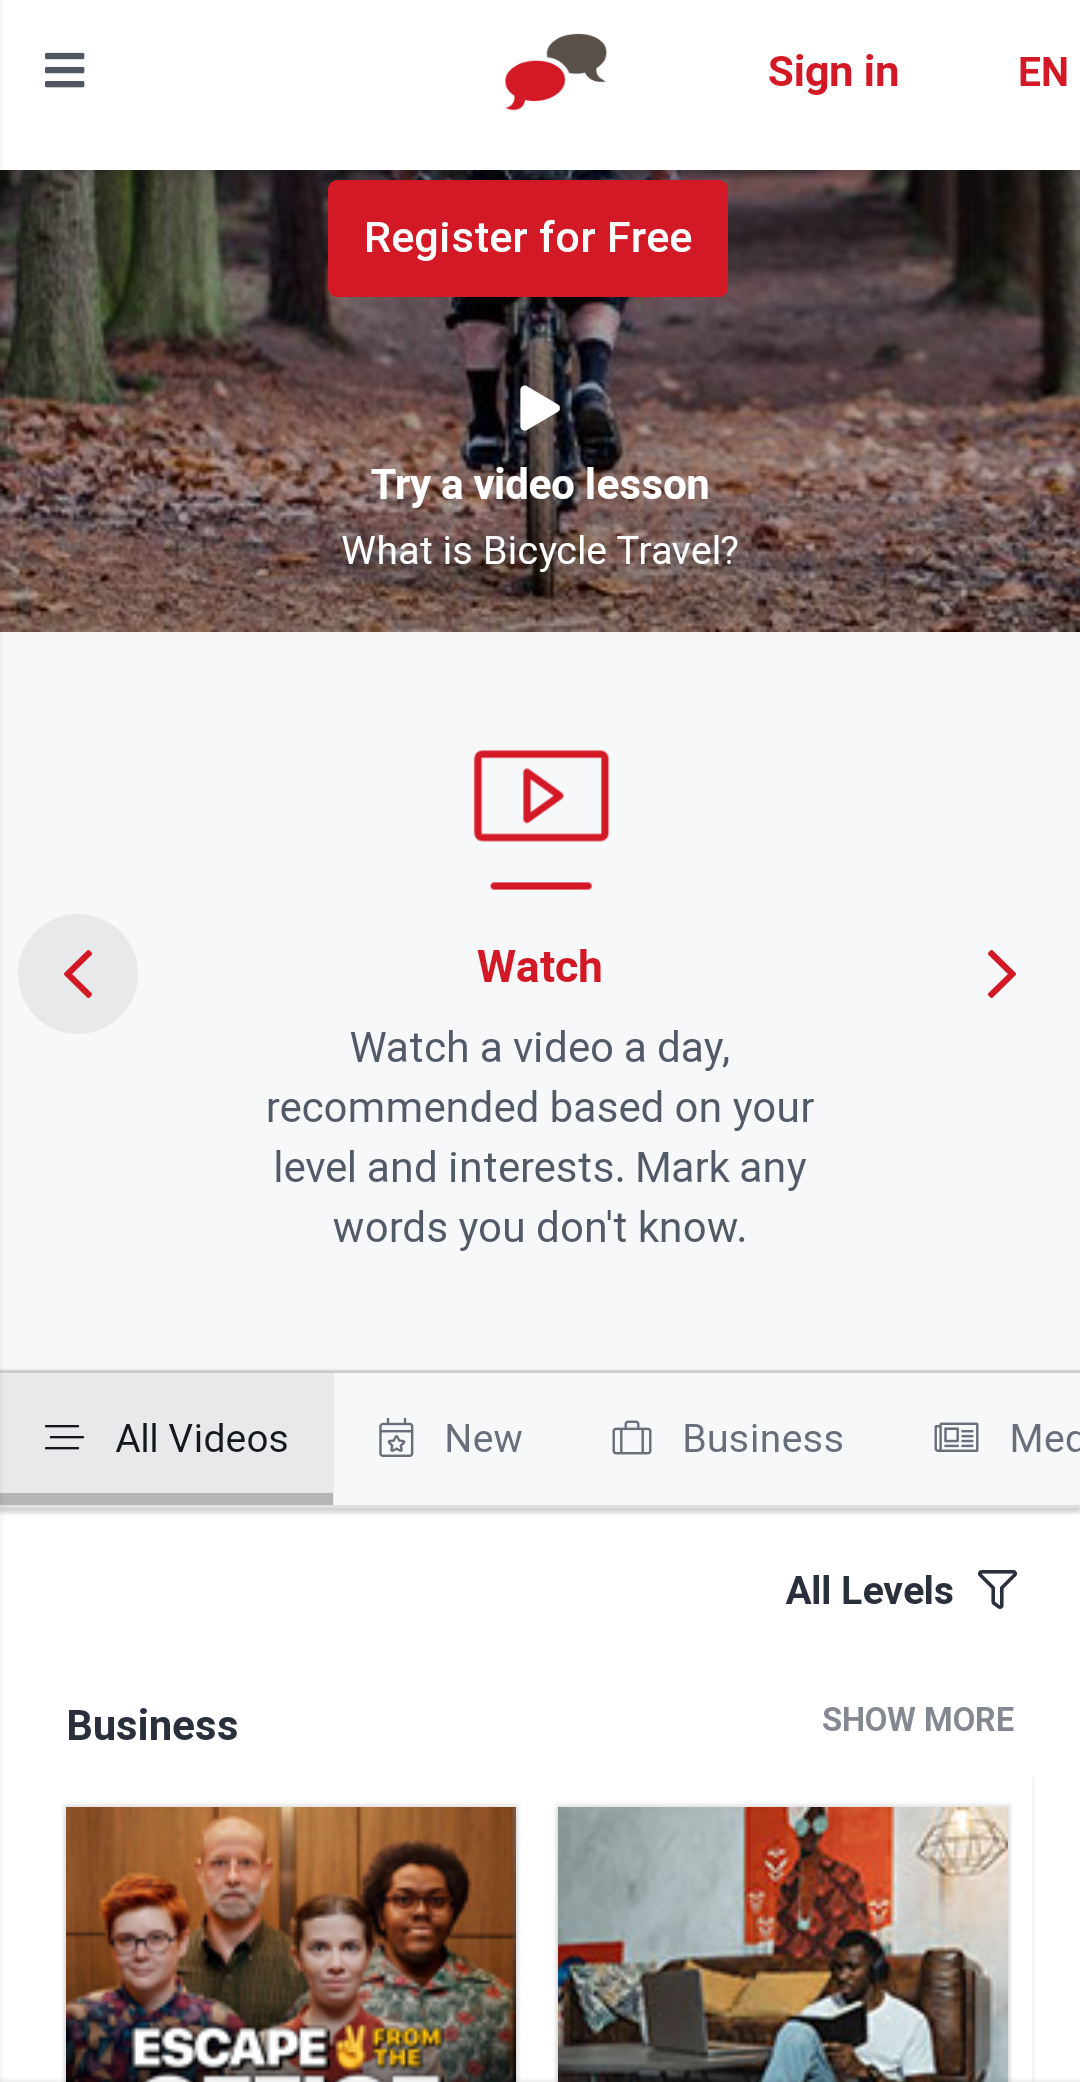 Sign in
EN
Register for Free
Try a video lesson
What is Bicycle Travel?
Watch
Watch a video a day,
recommended based on your
level and interests. Mark any
words you don't know.
All Videos
New
Business
All Levels
Business
SHOW MORE
ESCAPE
FROM
THE